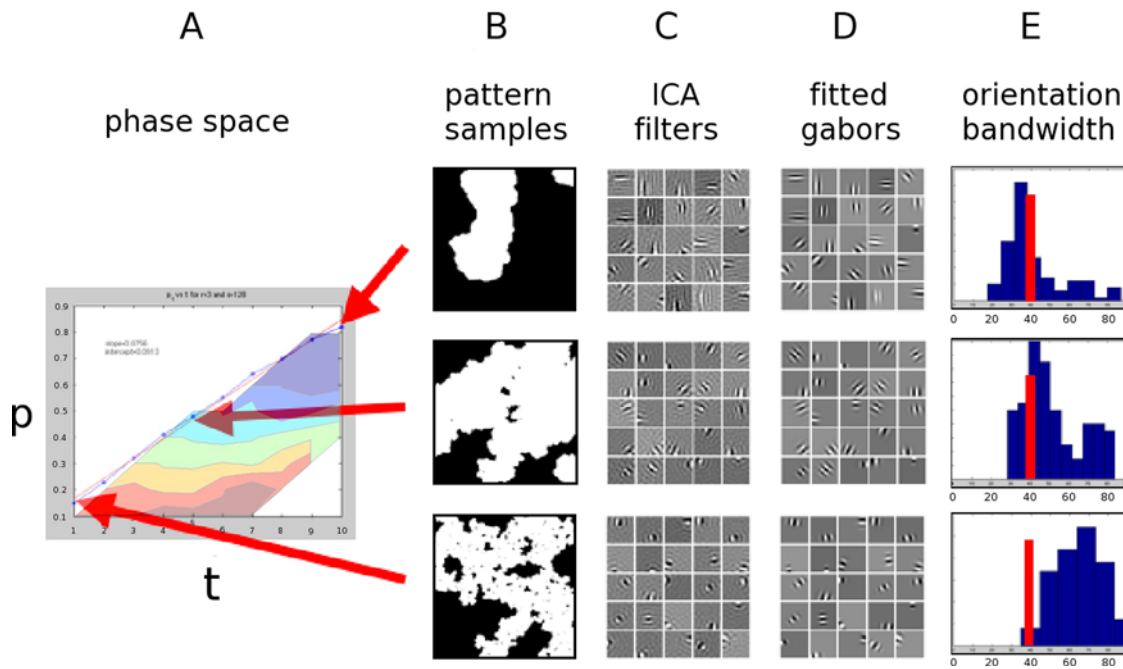 A B C D E
phase space
pattern samples
ICA filters
fitted gabors
orientation bandwidth
0.9
0.8
0.7
0.6
0.5
0.4
0.3
0.2
0.1
1 2 3 4 5 6 7 8 9 10
p
t
0 20 40 60 80
0 20 40 60 80
0 20 40 60 80